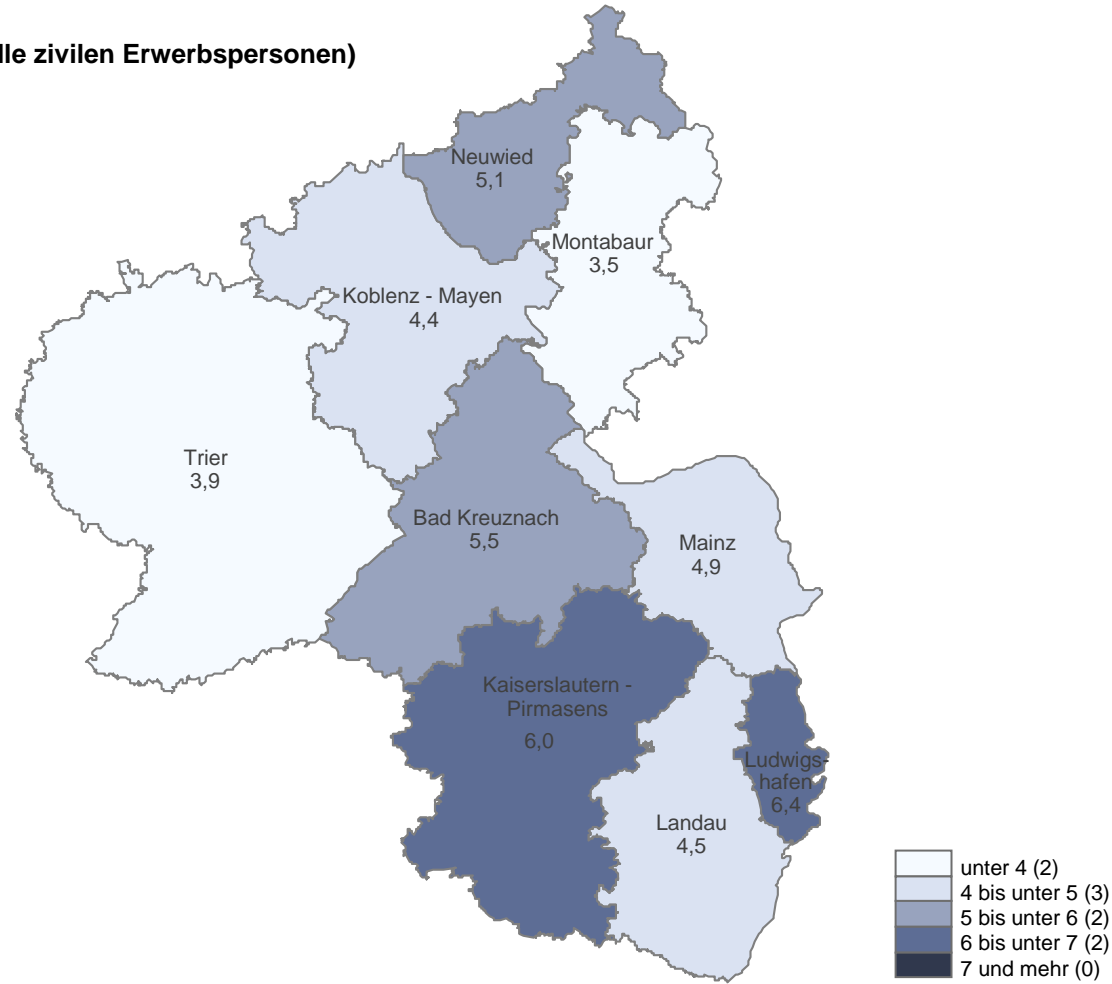 lle zivilen Erwerbspersonen)
Neuwied
5,1
Montabaur
3,5
Koblenz - Mayen
4,4
Trier
3,9
Bad Kreuznach
5,5
Mainz
4,9
Kaiserslautern -
Pirmasens
6,0
Ludwigs-
hafen
6,4
Landau
4,5
unter 4 (2)
4 bis unter 5 (3)
5 bis unter 6 (2)
6 bis unter 7 (2)
7 und mehr (0)